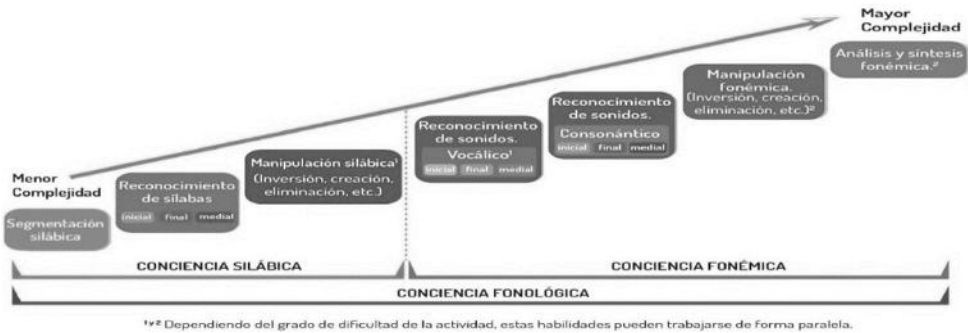 Mayor
Complejidad
Análisis y síntesis
fonémica.²
Manipulación
fonémica.
(Inversión, creación,
eliminación, etc.)²
Reconocimiento
de sonidos.
Consonántico
inicial final medial
Reconocimiento
de sonidos.
Vocálico¹
inicial final medial
Manipulación silábica¹
(Inversión, creación,
eliminación, etc.)
Reconocimiento
de sílabas
inicial final medial
Menor
Complejidad
Segmentación
silábica
CONCIENCIA SILÁBICA
CONCIENCIA FONÉMICA
CONCIENCIA FONOLÓGICA
¹ʸ² Dependiendo del grado de dificultad de la actividad, estas habilidades pueden trabajarse de forma paralela.